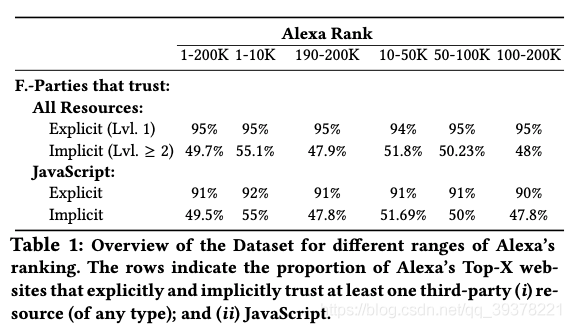 Alexa Rank
1-200K 1-10K 190-200K 10-50K 50-100K 100-200K
F.-Parties that trust:
All Resources:
Explicit (Lvl. 1) 95% 95% 95% 94% 95% 95%
Implicit (Lvl. ≥ 2) 49.7% 55.1% 47.9% 51.8% 50.23% 48%
JavaScript:
Explicit 91% 92% 91% 91% 91% 90%
Implicit 49.5% 55% 47.8% 51.69% 50% 47.8%
Table 1: Overview of the Dataset for different ranges of Alexa's
ranking. The rows indicate the proportion of Alexa's Top-X web-
sites that explicitly and implicitly trust at least one third-party (i) re-
source (of any type); and (ii) JavaScript.
https://blog.csdn.net/qq_39378221